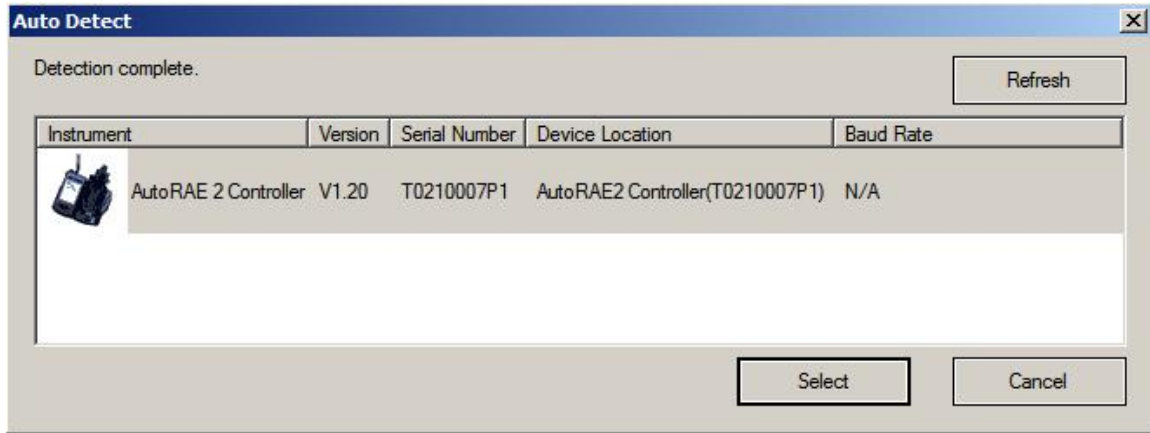 Auto Detect
Detection complete.
Refresh
Instrument Version Serial Number Device Location Baud Rate
AutoRAE 2 Controller V1.20 T0210007P1 AutoRAE2 Controller(T0210007P1) N/A
Select Cancel